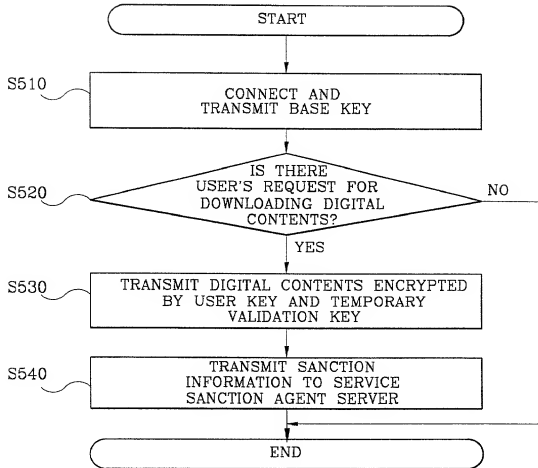 START
S510
CONNECT AND
TRANSMIT BASE KEY
S520
IS THERE
USER'S REQUEST FOR
DOWNLOADING DIGITAL
CONTENTS?
NO
YES
S530
TRANSMIT DIGITAL CONTENTS ENCRYPTED
BY USER KEY AND TEMPORARY
VALIDATION KEY
S540
TRANSMIT SANCTION
INFORMATION TO SERVICE
SANCTION AGENT SERVER
END